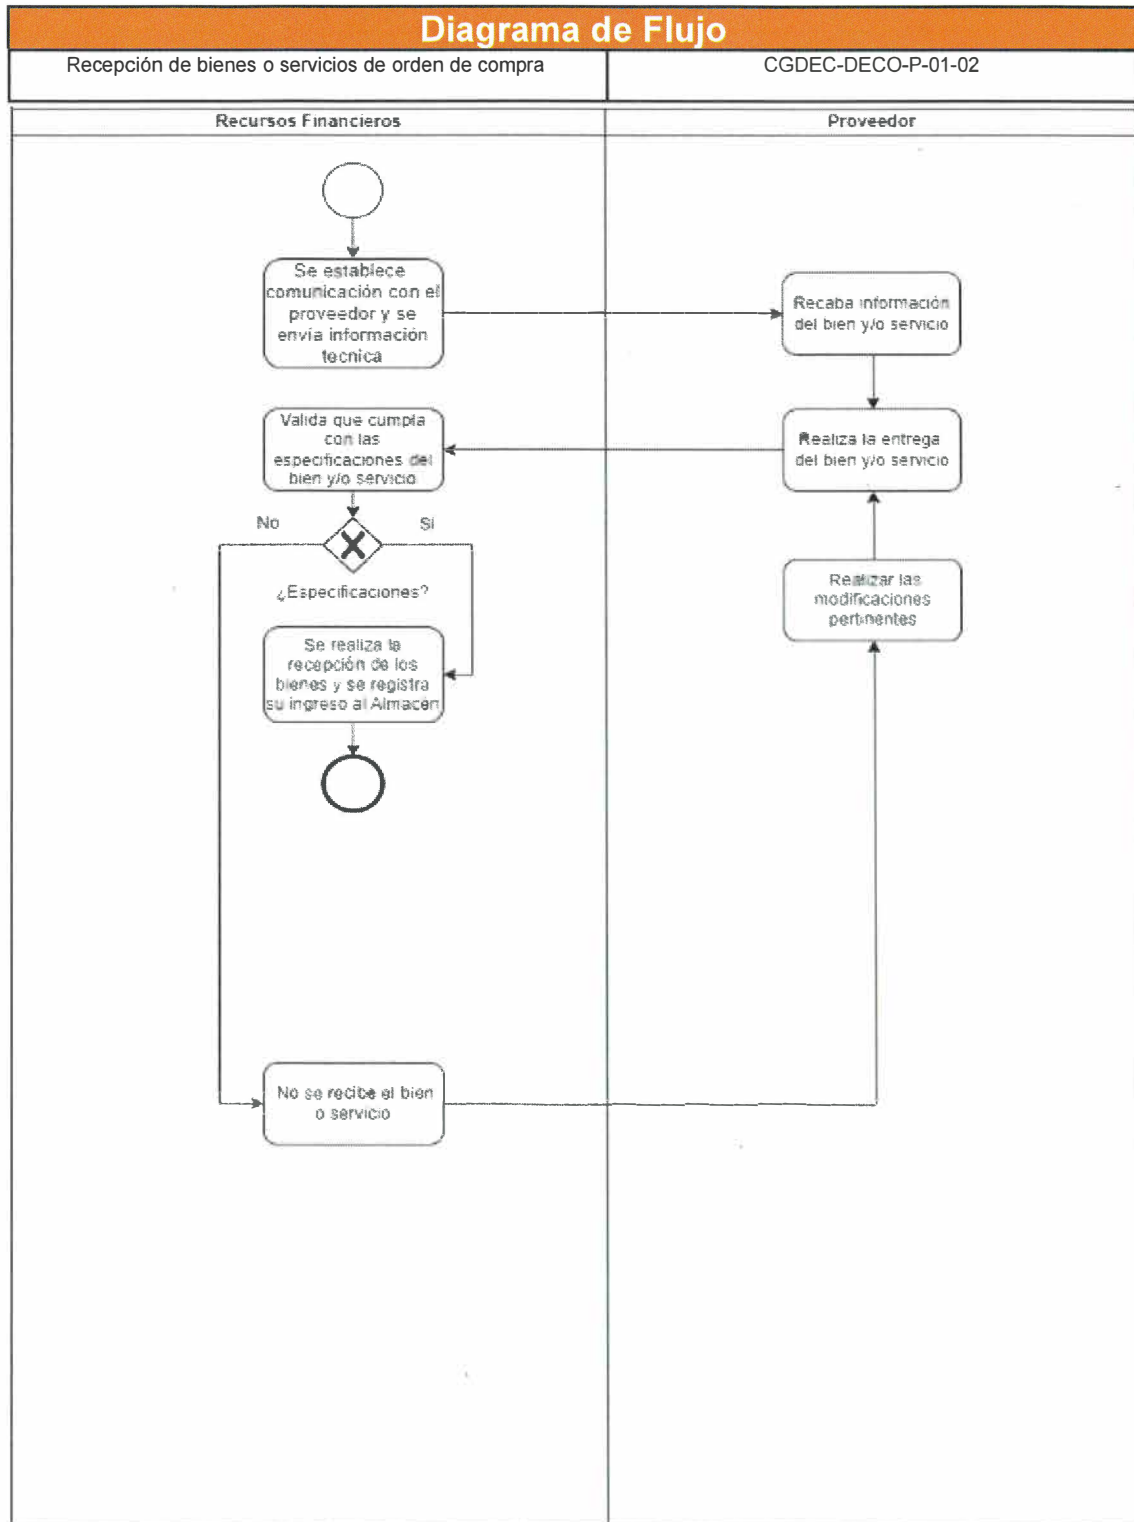 Diagrama de Flujo
Recepción de bienes o servicios de orden de compra
CGDEC-DECO-P-01-02
Recursos Financieros
Proveedor
Se establece
comunicación con el
proveedor y se
envía información
tecnica
Recaba información
del bien y/o servicio
Valida que cumpla
con las
especificaciones del
bien y/o servicio
Realiza la entrega
del bien y/o servicio
No
Si
¿Especificaciones?
Realizar las
modificaciones
pertinentes
Se realiza la
recepción de los
bienes y se registra
su ingreso al Almacén
No se recibe el bien
o servicio